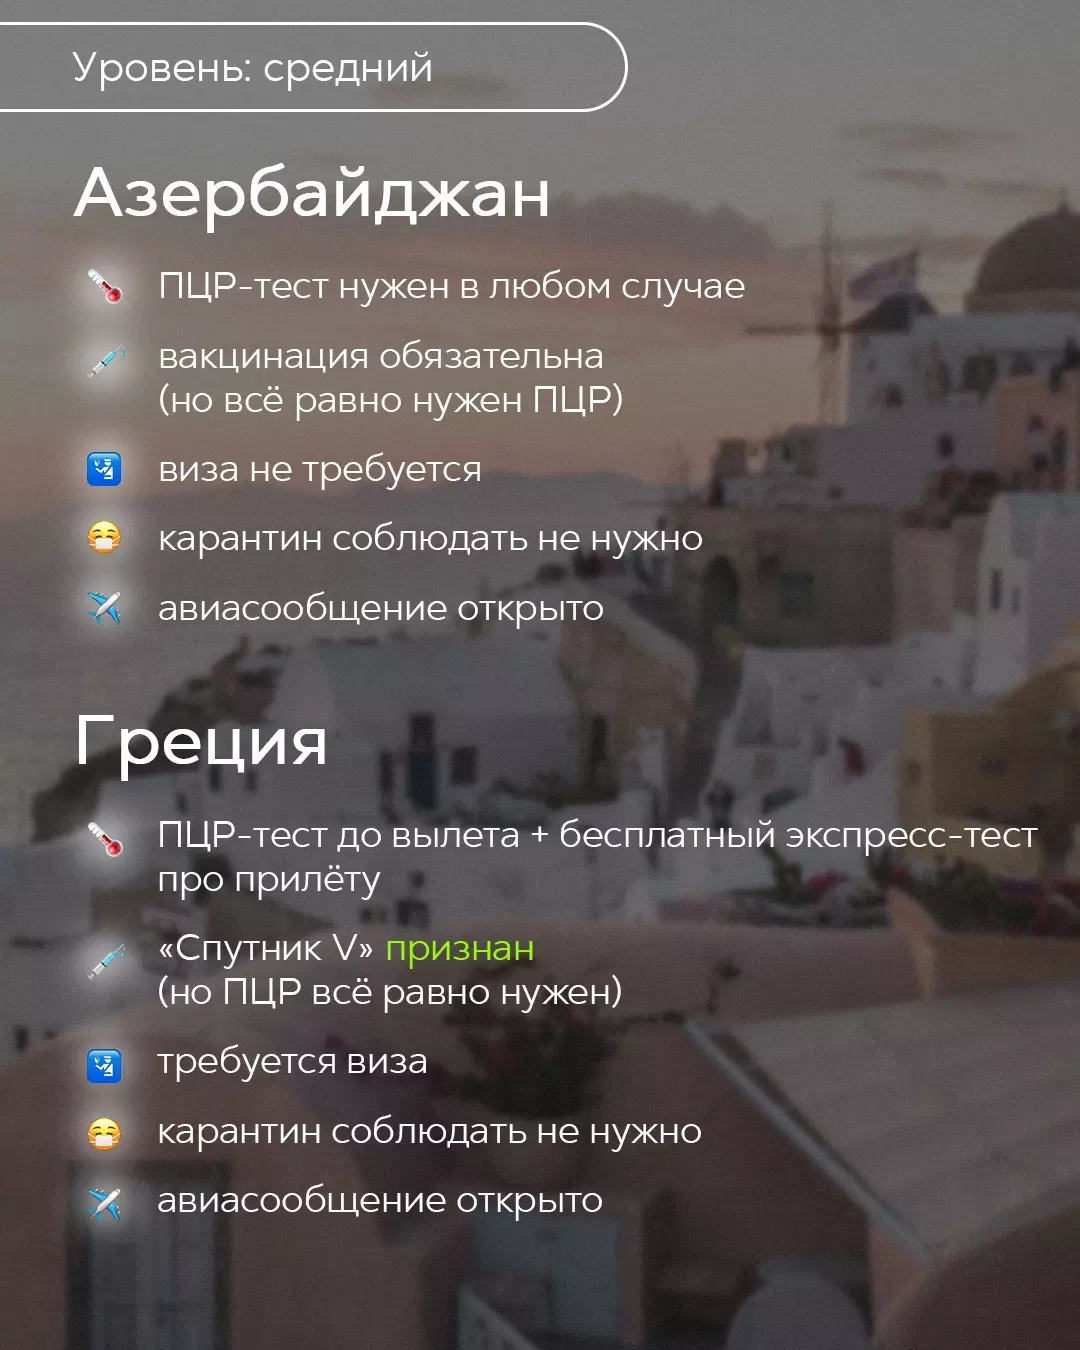 Уровень: средний
Азербайджан
ПЦР-тест нужен в любом случае
вакцинация обязательна
(но всё равно нужен ПЦР)
виза не требуется
карантин соблюдать не нужно
авиасообщение открыто
Греция
ПЦР-тест до вылета + бесплатный экспресс-тест
про прилёту
«Спутник V» признан
(но ПЦР всё равно нужен)
требуется виза
карантин соблюдать не нужно
авиасообщение открыто